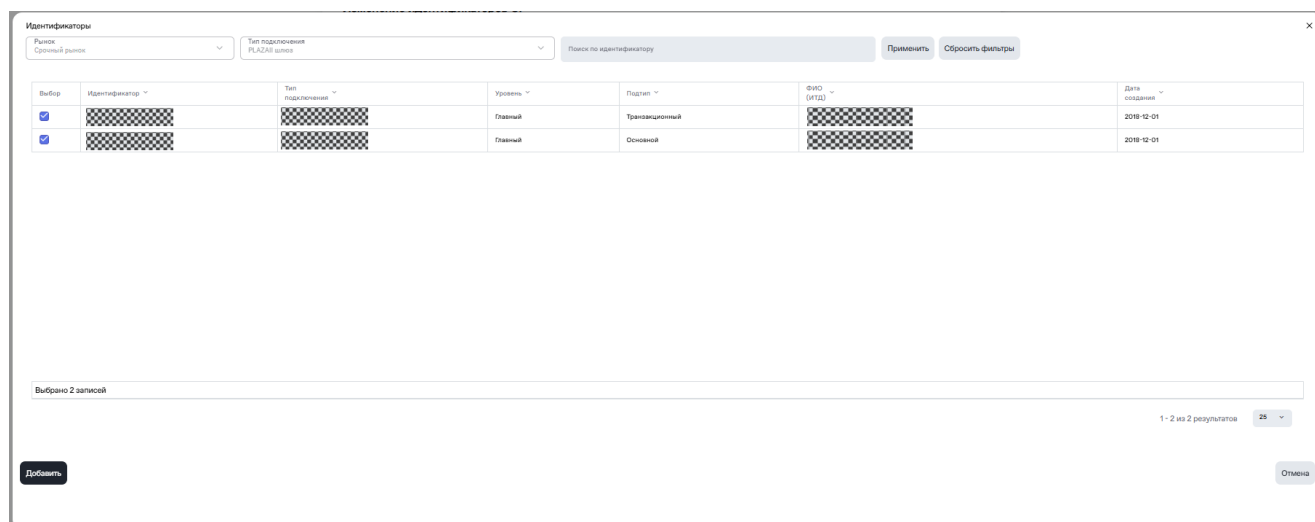 Идентификаторы
Рынок
Срочный рынок
Тип подключения
PLAZAII шлюз
Поиск по идентификатору
Применить
Сбросить фильтры
Выбор Идентификатор Тип подключения Уровень Подтип ФИО (ИТД) Дата создания
Главный Транзакционный 2018-12-01
Главный Основной 2018-12-01
Выбрано 2 записей
1 - 2 из 2 результатов 25
Добавить
Отмена